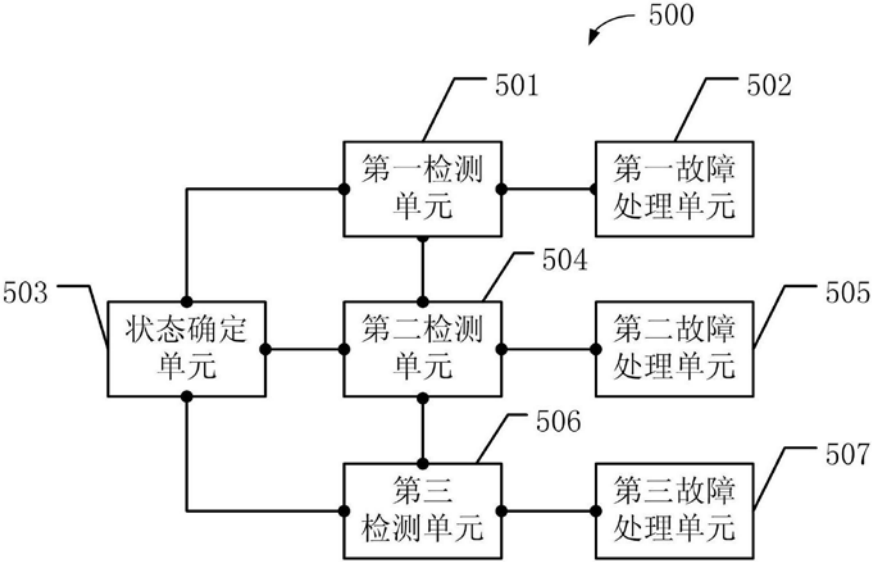 500
501
502
第一检测
单元
第一故障
处理单元
503
504
505
状态确定
单元
第二检测
单元
第二故障
处理单元
506
507
第三
检测单元
第三故障
处理单元